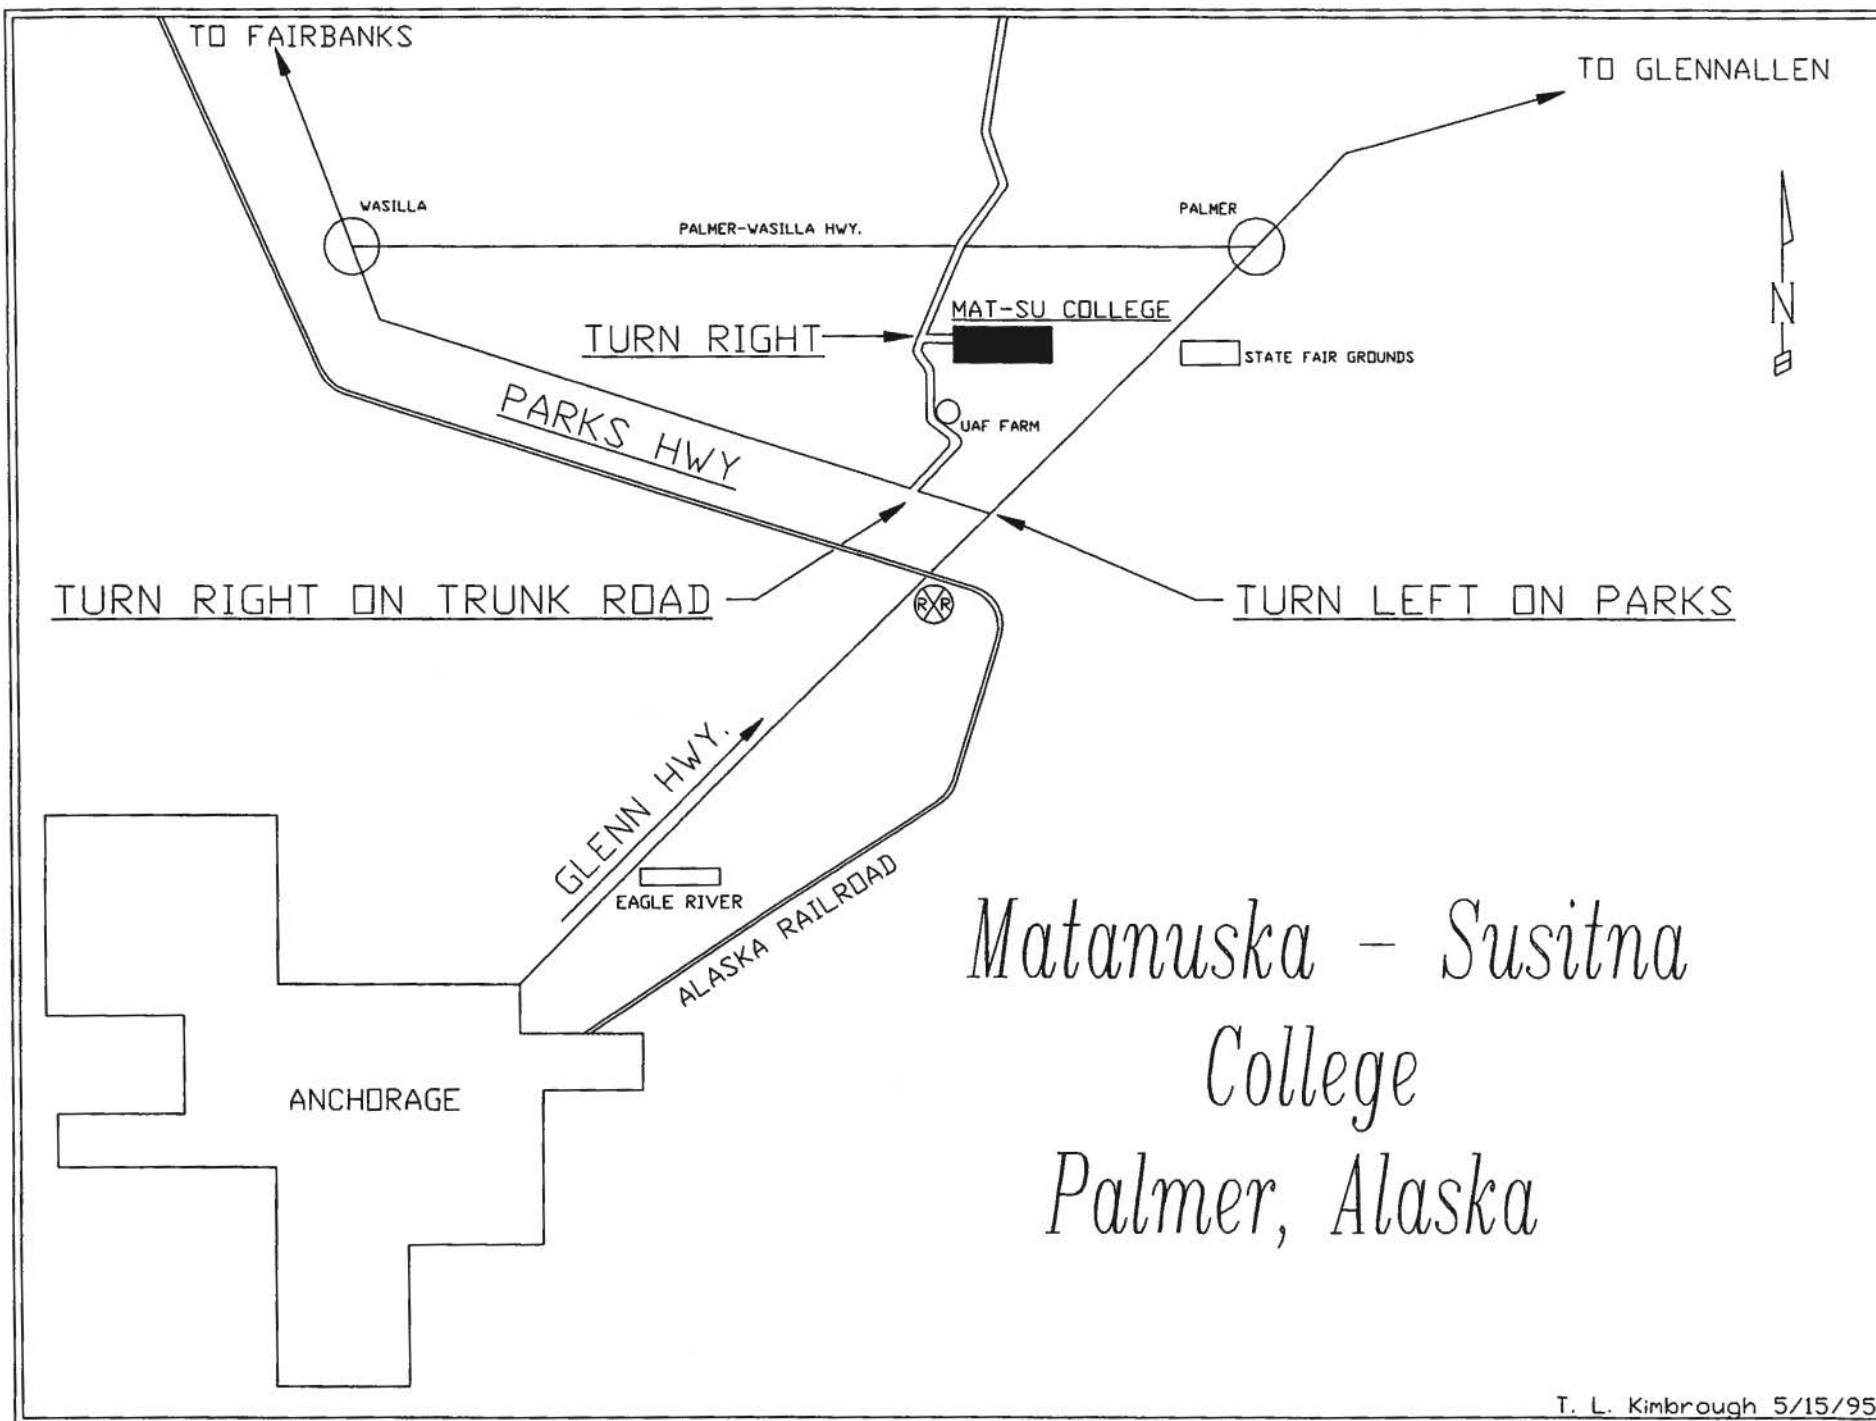 TO FAIRBANKS
TO GLENNALLEN
WASILLA
PALMER
PALMER-WASILLA HWY.
N
MAT-SU COLLEGE
TURN RIGHT
STATE FAIR GROUNDS
PARKS HWY
UAF FARM
TURN RIGHT ON TRUNK ROAD
R R
TURN LEFT ON PARKS
GLENN HWY.
EAGLE RIVER
ALASKA RAILROAD
Matanuska - Susitna
College
Palmer, Alaska
ANCHORAGE
T. L. Kimbrough 5/15/95